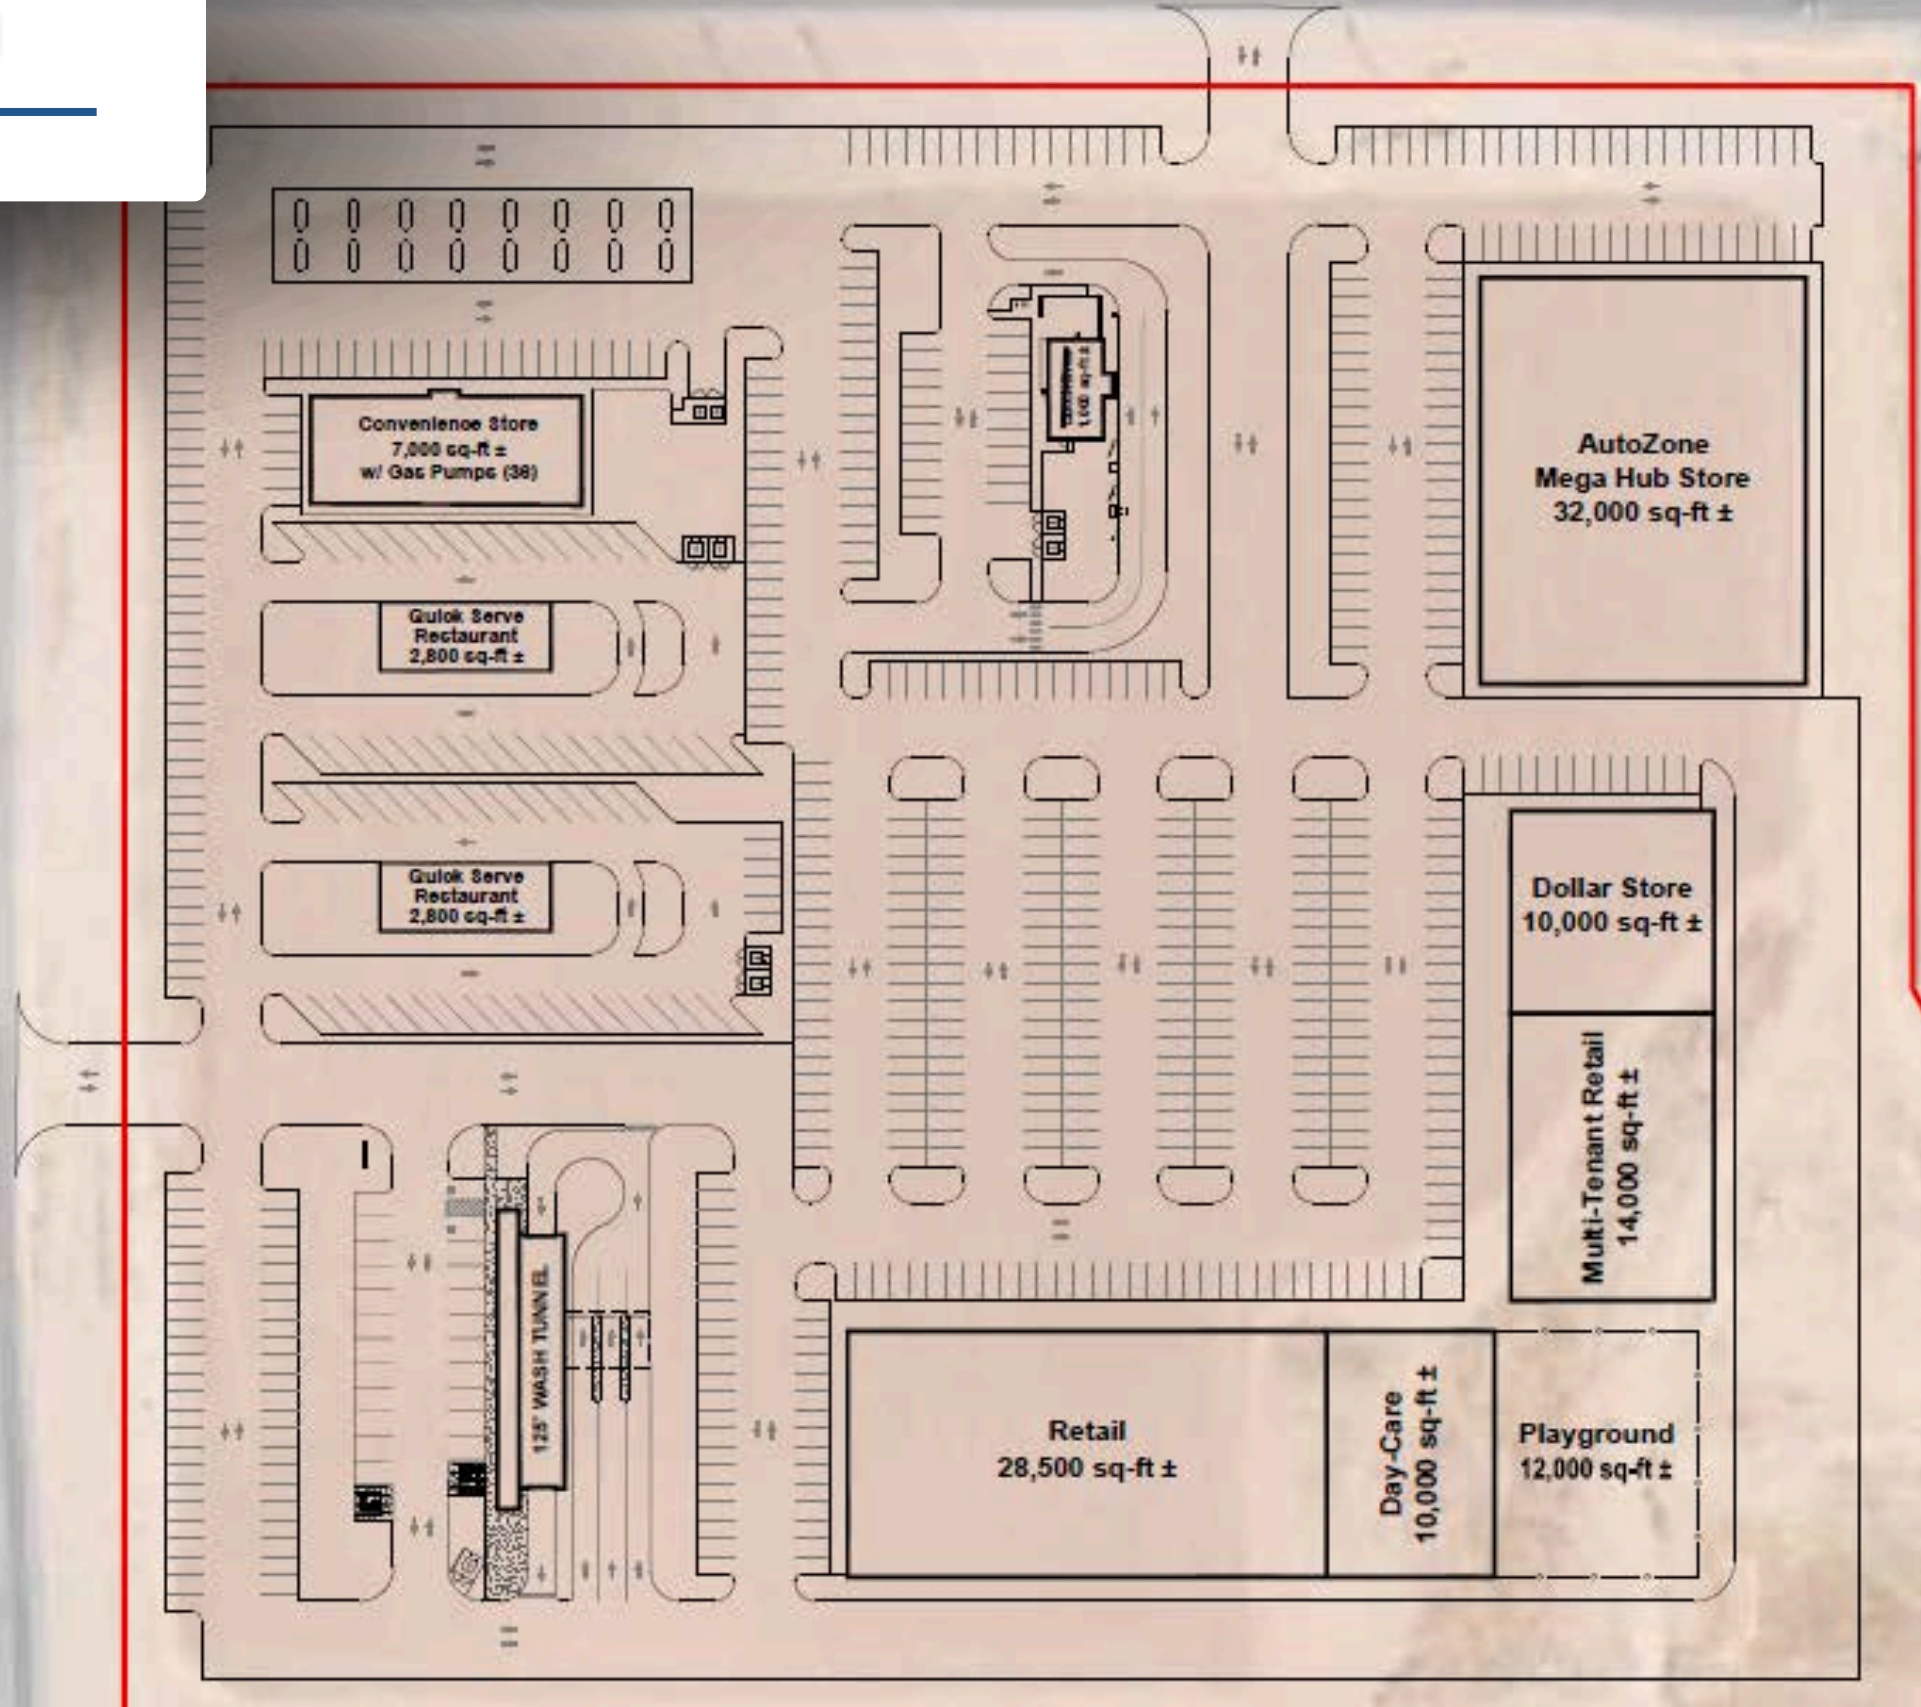 Convenience Store
7,000 sq-ft ±
w/ Gas Pumps (36)
sq-ft ±
AutoZone
Mega Hub Store
32,000 sq-ft ±
Quick Serve
Restaurant
2,800 sq-ft ±
Quick Serve
Restaurant
2,800 sq-ft ±
Dollar Store
10,000 sq-ft ±
Multi-Tenant Retail
14,000 sq-ft ±
125' WASH TUNNEL
Retail
28,500 sq-ft ±
Day-Care
10,000 sq-ft ±
Playground
12,000 sq-ft ±